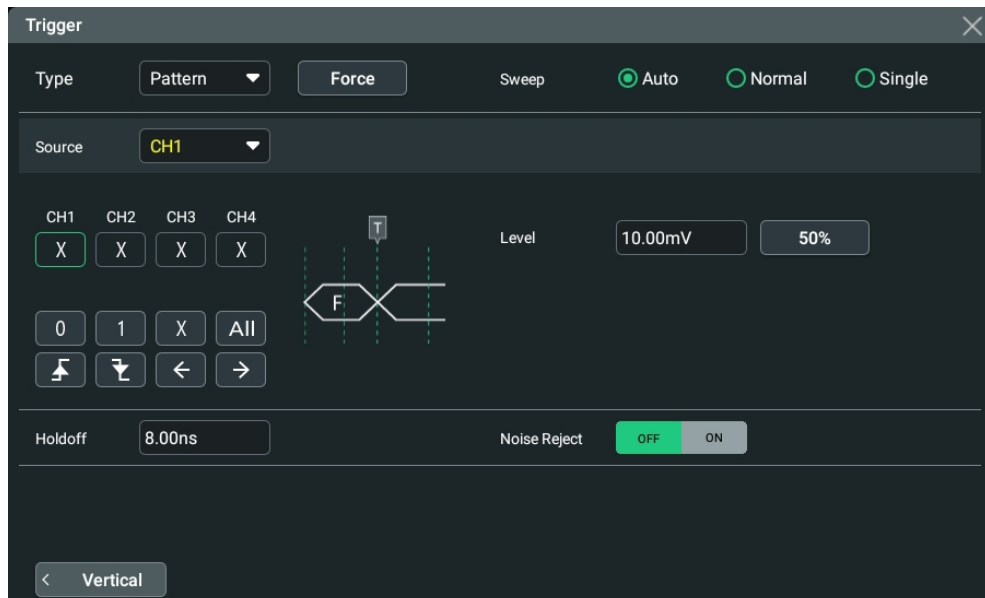 Trigger
Type Pattern Force Sweep Auto Normal Single
Source CH1
CH1 CH2 CH3 CH4
X X X X
T
F
Level 10.00mV 50%
0 1 X All
Holdoff 8.00ns Noise Reject OFF ON
< Vertical